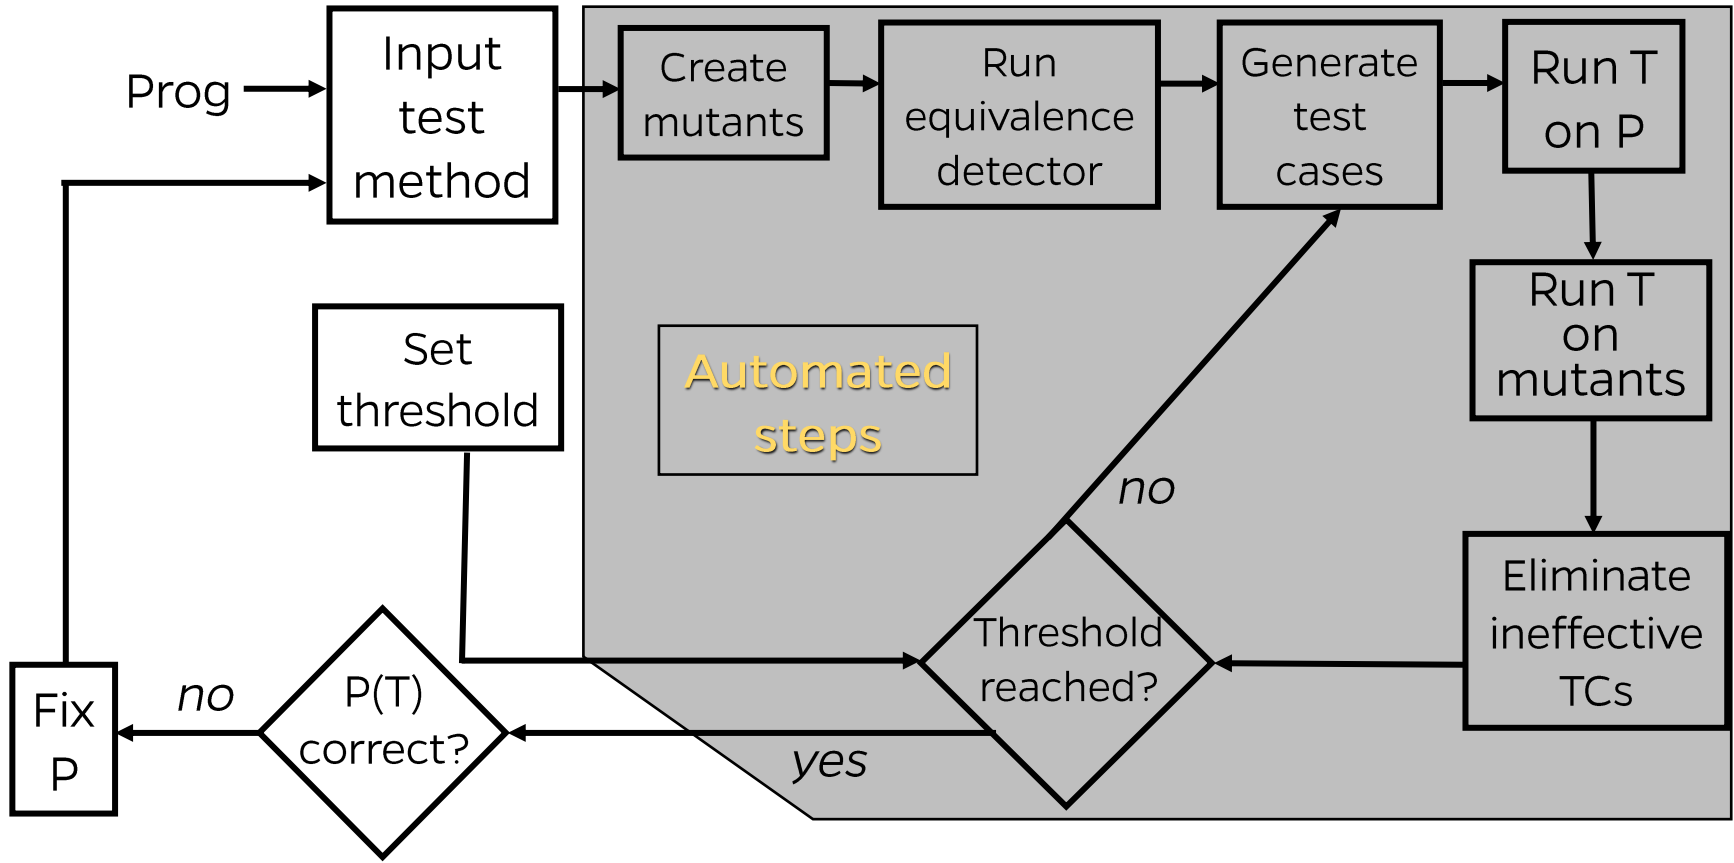 Prog
Input
test
method
Create
mutants
Run
equivalence
detector
Generate
test
cases
Run T
on P
Run T
on
mutants
Set
threshold
Automated
steps
no
Eliminate
ineffective
TCs
Threshold
reached?
yes
P(T)
correct?
no
Fix
P